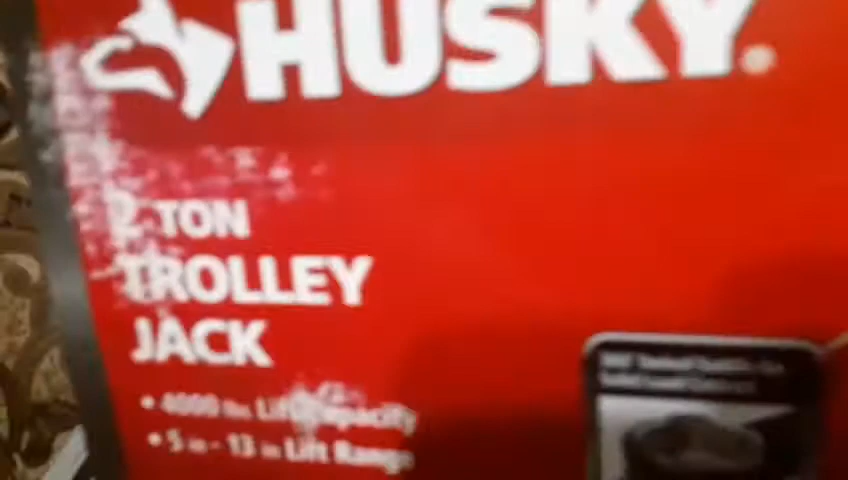 HUSKY.
2 TON
TROLLEY
JACK
• 4000 lbs. Lift Capacity
• 5 in - 13 in Lift Range